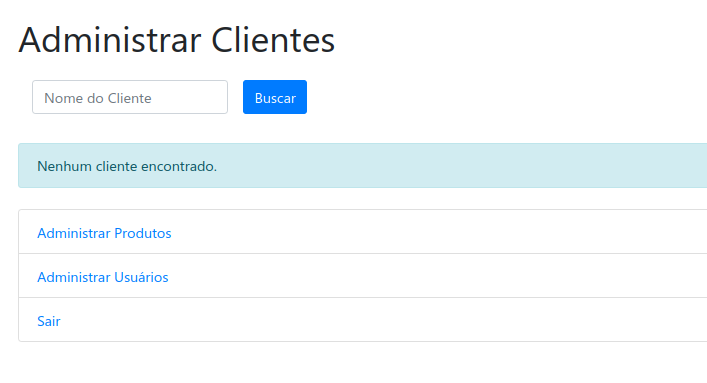 Administrar Clientes
Nome do Cliente Buscar
Nenhum cliente encontrado.
Administrar Produtos
Administrar Usuários
Sair